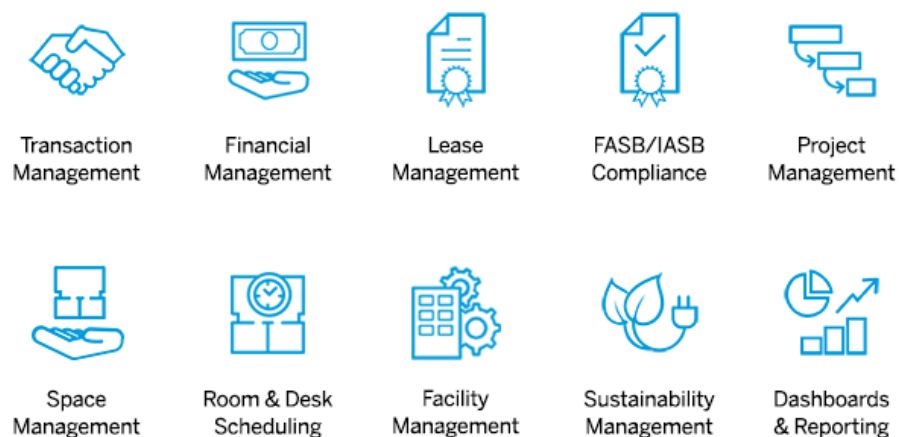 Transaction
Management
Financial
Management
Lease
Management
FASB/IASB
Compliance
Project
Management
Space
Management
Room & Desk
Scheduling
Facility
Management
Sustainability
Management
Dashboards
& Reporting